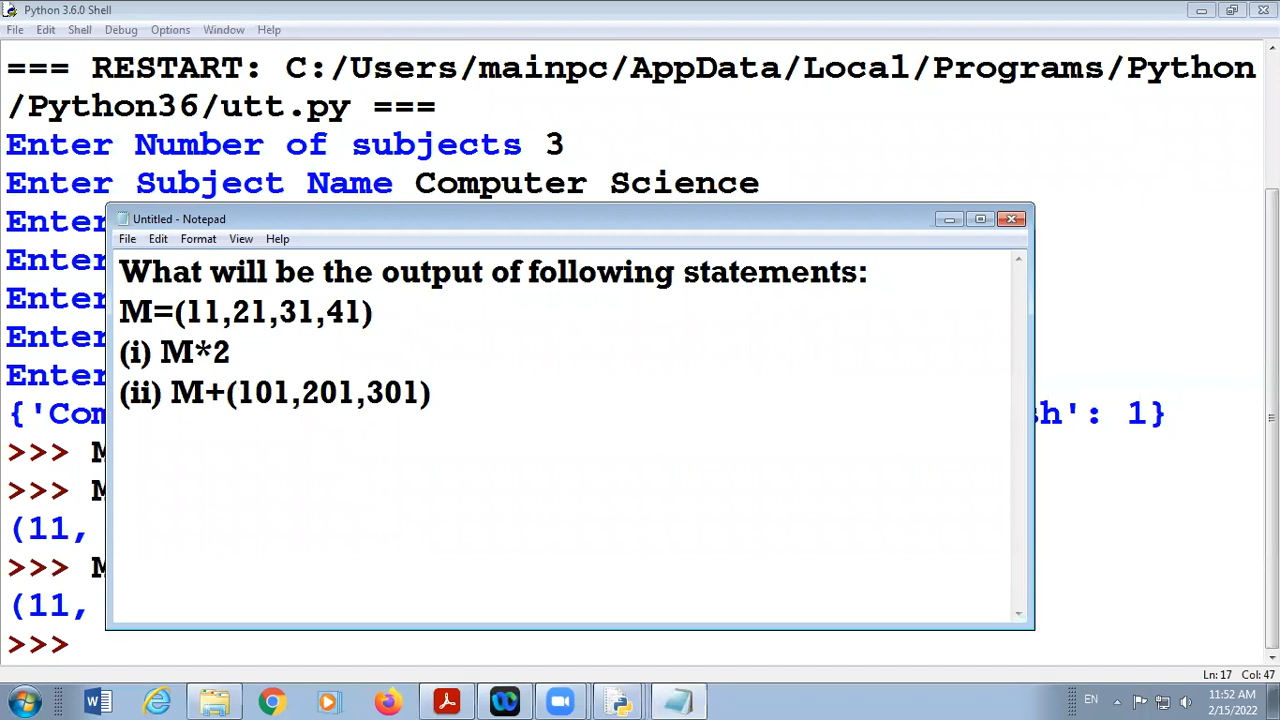 Python 3.6.0 Shell
File Edit Shell Debug Options Window Help
=== RESTART: C:/Users/mainpc/AppData/Local/Programs/Python
/Python36/utt.py ===
Enter Number of subjects 3
Enter Subject Name Computer Science
Enter
Enter
Enter
Enter
Enter
{'Com h': 1}
>>> M
>>> M
(11,
>>> M
(11,
>>>
Untitled - Notepad
File Edit Format View Help
What will be the output of following statements:
M=(11,21,31,41)
(i) M*2
(ii) M+(101,201,301)
Ln: 17 Col: 47
EN
11:52 AM
2/15/2022